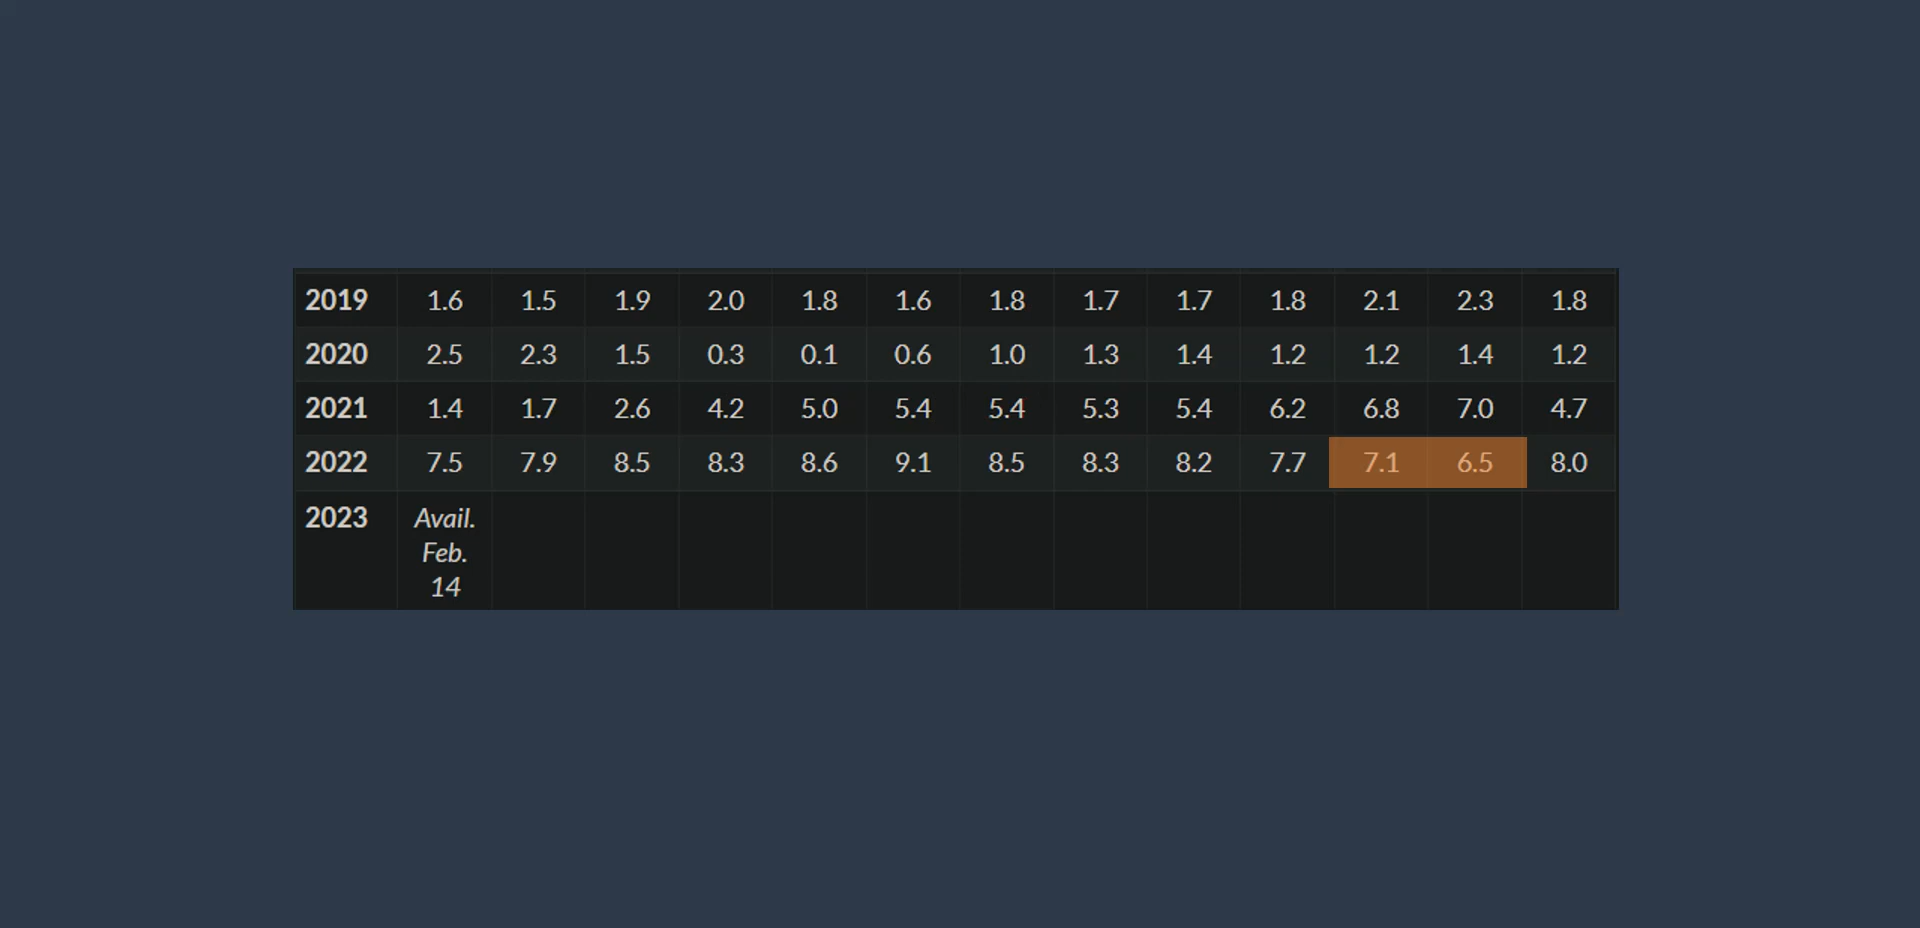 2019 1.6 1.5 1.9 2.0 1.8 1.6 1.8 1.7 1.7 1.8 2.1 2.3 1.8
2020 2.5 2.3 1.5 0.3 0.1 0.6 1.0 1.3 1.4 1.2 1.2 1.4 1.2
2021 1.4 1.7 2.6 4.2 5.0 5.4 5.4 5.3 5.4 6.2 6.8 7.0 4.7
2022 7.5 7.9 8.5 8.3 8.6 9.1 8.5 8.3 8.2 7.7 7.1 6.5 8.0
2023 Avail.
Feb.
14